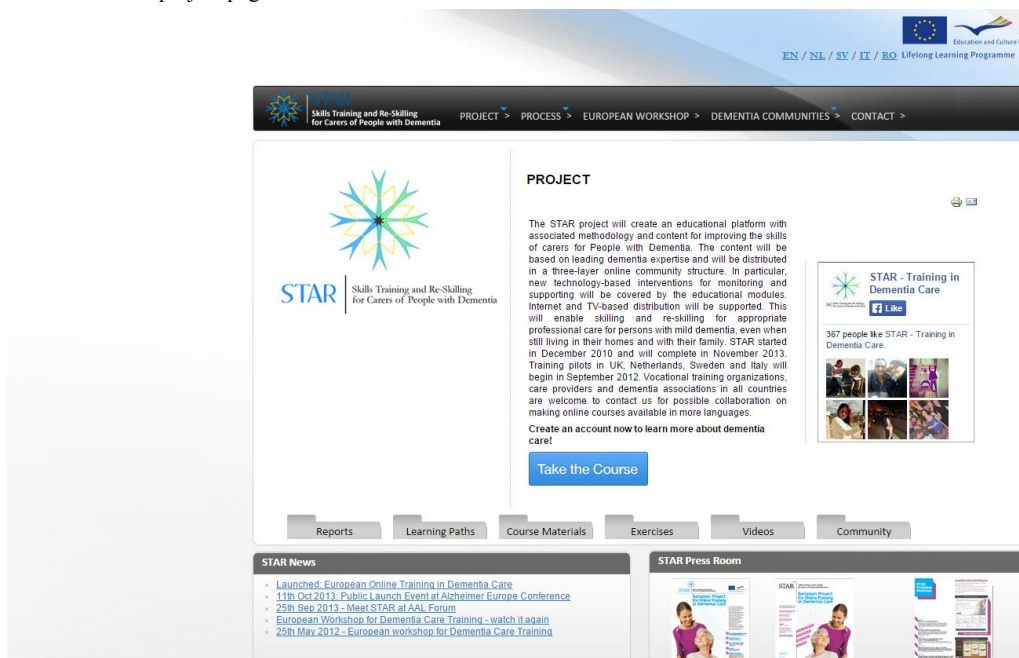 Education and Culture
EN / NL / SV / IT / RO Lifelong Learning Programme
STAR
Skills Training and Re-Skilling
for Carers of People with Dementia
PROJECT > PROCESS > EUROPEAN WORKSHOP > DEMENTIA COMMUNITIES > CONTACT >
STAR
Skills Training and Re-Skilling
for Carers of People with Dementia
PROJECT
The STAR project will create an educational platform with
associated methodology and content for improving the skills
of carers for People with Dementia. The content will be
based on leading dementia expertise and will be distributed
in a three-layer online community structure. In particular,
new technology-based interventions for monitoring and
supporting will be covered by the educational modules.
Internet and TV-based distribution will be supported. This
will enable skilling and re-skilling for appropriate
professional care for persons with mild dementia, even when
still living in their homes and with their family. STAR started
in December 2010 and will complete in November 2013.
Training pilots in UK, Netherlands, Sweden and Italy will
begin in September 2012. Vocational training organizations,
care providers and dementia associations in all countries
are welcome to contact us for possible collaboration on
making online courses available in more languages.
Create an account now to learn more about dementia
care!
Take the Course
STAR - Training in
Dementia Care
Like
367 people like STAR - Training in
Dementia Care.
Reports
Learning Paths
Course Materials
Exercises
Videos
Community
STAR News
Launched: European Online Training in Dementia Care
11th Oct 2013: Public Launch Event at Alzheimer Europe Conference
25th Sep 2013 - Meet STAR at AAL Forum
European Workshop for Dementia Care Training - watch it again
25th May 2012 - European workshop for Dementia Care Training
STAR Press Room
STAR
European Project
for Online Training
in Dementia Care
STAR
European Project
for Online Training
in Dementia Care